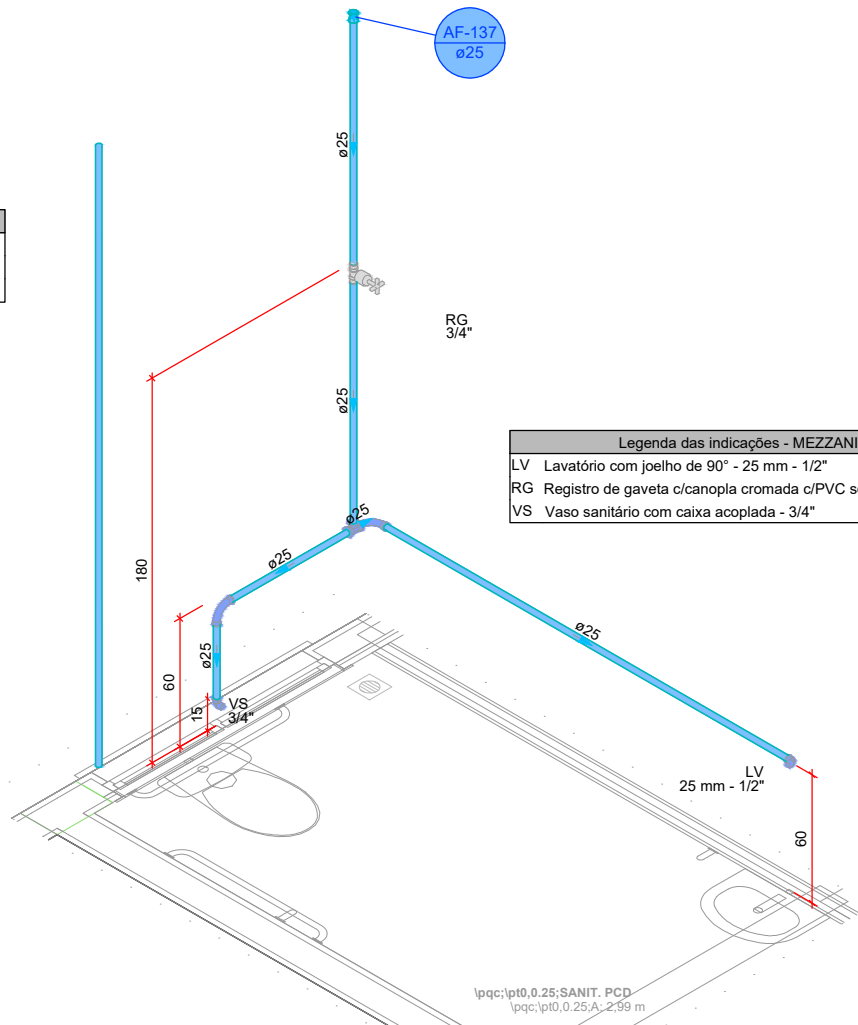 AF-137
ø25
ø25
RG
3/4"
ø25
Legenda das indicações - MEZZANI
LV Lavatório com joelho de 90° - 25 mm - 1/2"
RG Registro de gaveta c/canopla cromada c/PVC s
VS Vaso sanitário com caixa acoplada - 3/4"
ø25
ø25
180
ø25
ø25
60
15
VS
3/4"
LV
25 mm - 1/2"
60
\pqc;\pt0,0.25;SANIT. PCD
\pqc;\pt0,0.25;A: 2,99 m